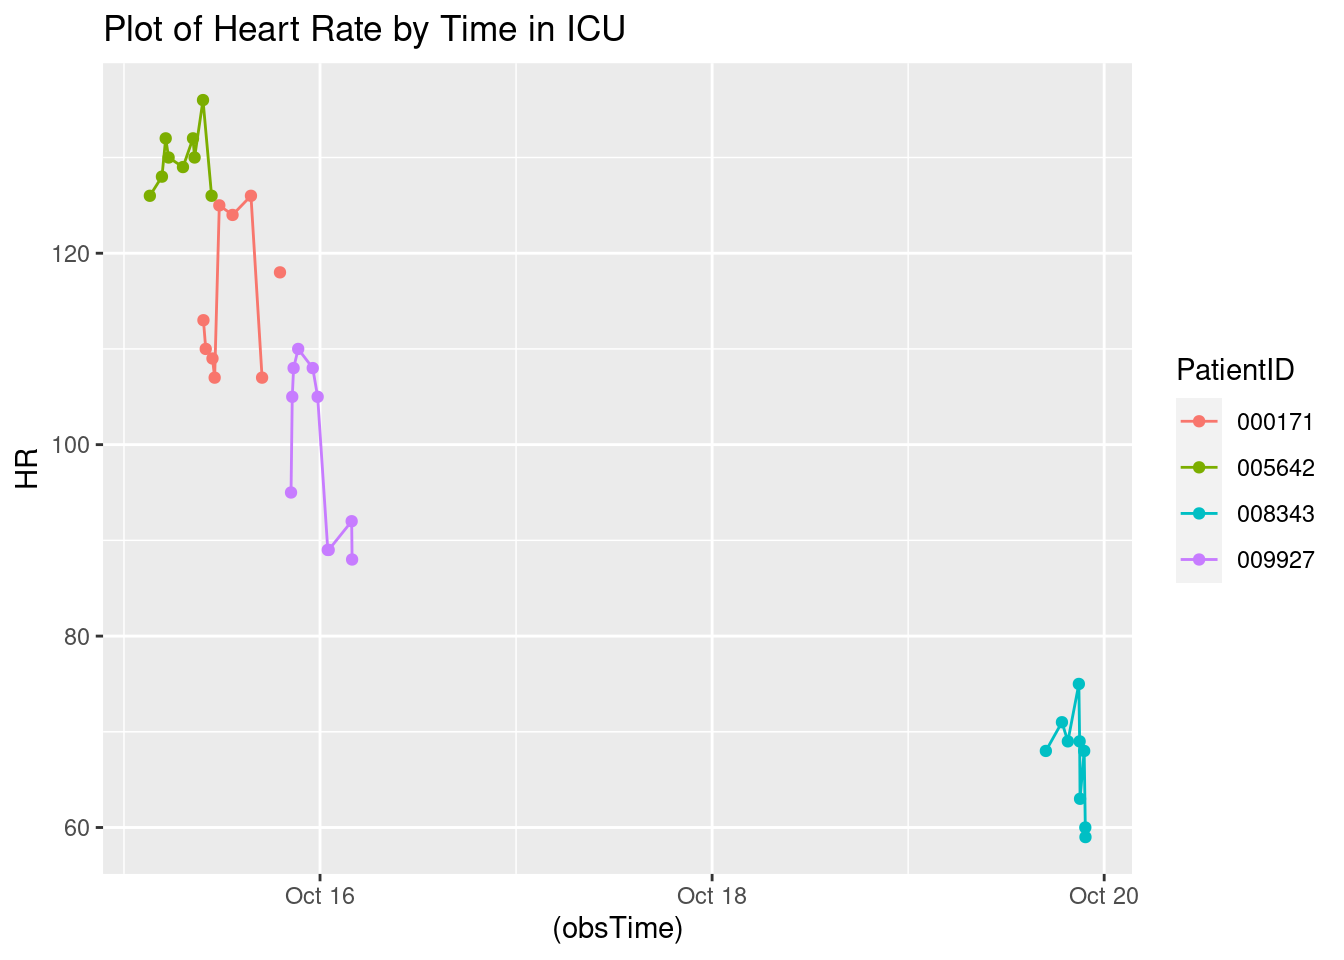 Plot of Heart Rate by Time in ICU
120
100
80
60
HR
Oct 16
Oct 18
Oct 20
(obsTime)
PatientID
000171
005642
008343
009927